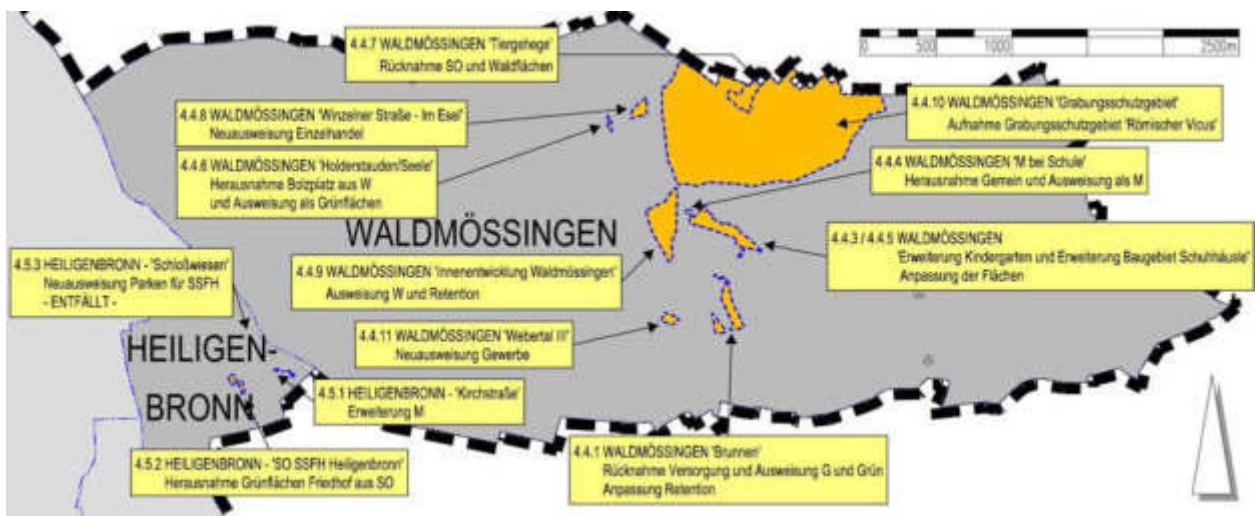 4.4.7 WALDMÖSSINGEN 'Tiergehege'
Rücknahme SO und Waldflächen
0 500 1000 2500m
4.4.8 WALDMÖSSINGEN 'Winzelner Straße - Im Esel'
Neuausweisung Einzelhandel
4.4.10 WALDMÖSSINGEN 'Grabungsschutzgebiet'
Aufnahme Grabungsschutzgebiet 'Römischer Vicus'
4.4.6 WALDMÖSSINGEN 'Holderstauden/Seele'
Herausnahme Bolzplatz aus W
und Ausweisung als Grünflächen
4.4.4 WALDMÖSSINGEN 'M bei Schule'
Herausnahme Gemein und Ausweisung als M
WALDMÖSSINGEN
4.4.3 / 4.4.5 WALDMÖSSINGEN
'Erweiterung Kindergarten und Erweiterung Baugebiet Schuhhäusle'
Anpassung der Flächen
4.5.3 HEILIGENBRONN - 'Schloßwiesen'
Neuausweisung Parken für SSFH
- ENTFÄLLT -
4.4.9 WALDMÖSSINGEN 'Innenentwicklung Waldmössingen'
Ausweisung W und Retention
4.4.11 WALDMÖSSINGEN 'Webertal III'
Neuausweisung Gewerbe
HEILIGEN-
BRONN
4.5.1 HEILIGENBRONN - 'Kirchstraße'
Erweiterung M
4.5.2 HEILIGENBRONN - 'SO SSFH Heiligenbronn'
Herausnahme Grünflächen Friedhof aus SO
4.4.1 WALDMÖSSINGEN 'Brunnen'
Rücknahme Versorgung und Ausweisung G und Grün
Anpassung Retention